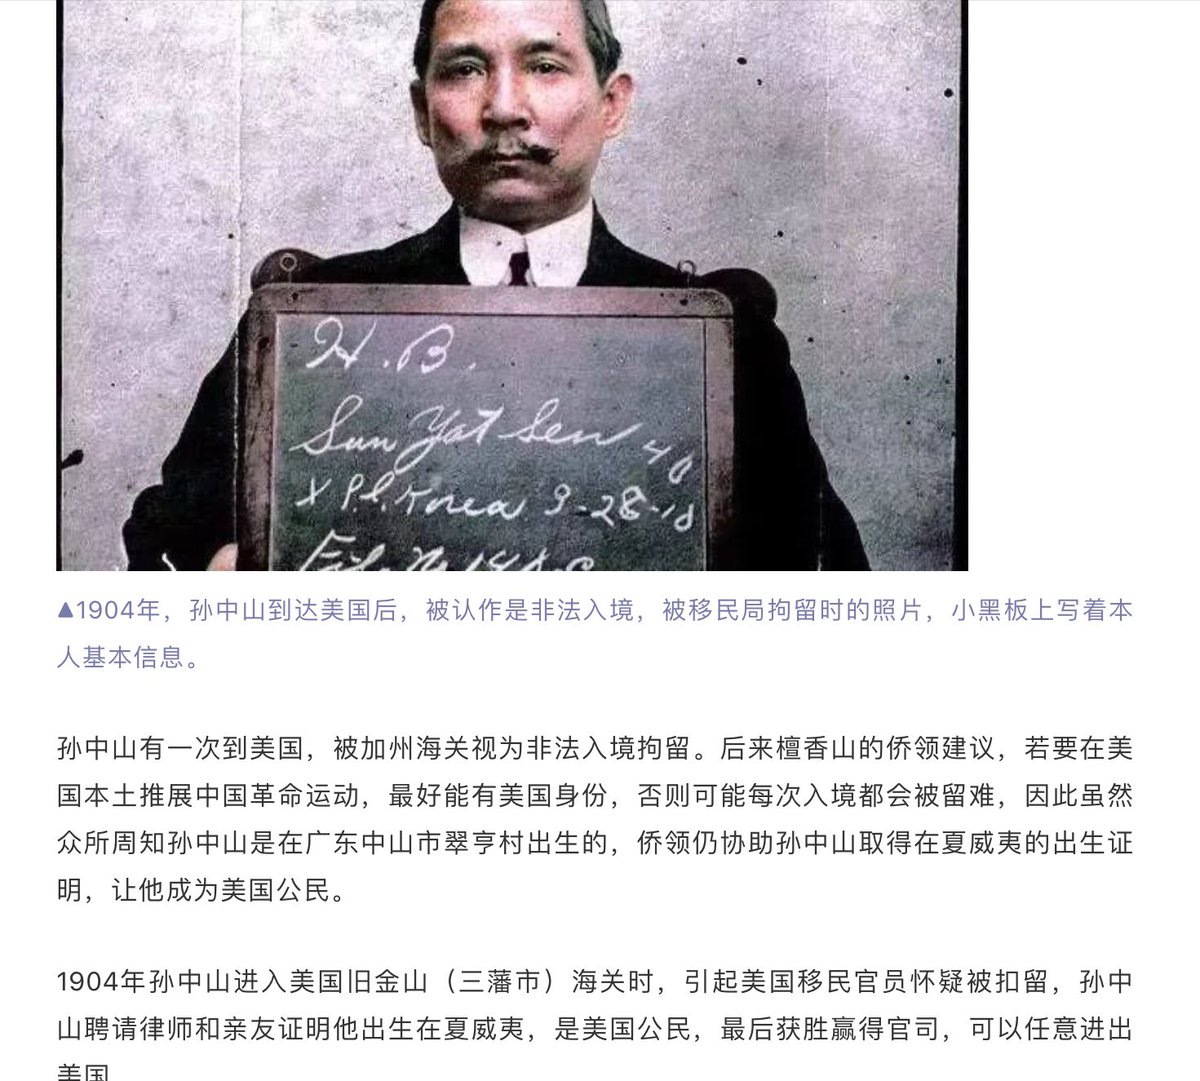 H. B.
Sun Yat Sen 40
▲1904年，孙中山到达美国后，被认作是非法入境，被移民局拘留时的照片，小黑板上写着本
人基本信息。
孙中山有一次到美国，被加州海关视为非法入境拘留。后来檀香山的侨领建议，若要在美
国本土推展中国革命运动，最好能有美国身份，否则可能每次入境都会被留难，因此虽然
众所周知孙中山是在广东中山市翠亨村出生的，侨领仍协助孙中山取得在夏威夷的出生证
明，让他成为美国公民。
1904年孙中山进入美国旧金山（三藩市）海关时，引起美国移民官员怀疑被扣留，孙中
山聘请律师和亲友证明他出生在夏威夷，是美国公民，最后获胜赢得官司，可以任意进出
美国